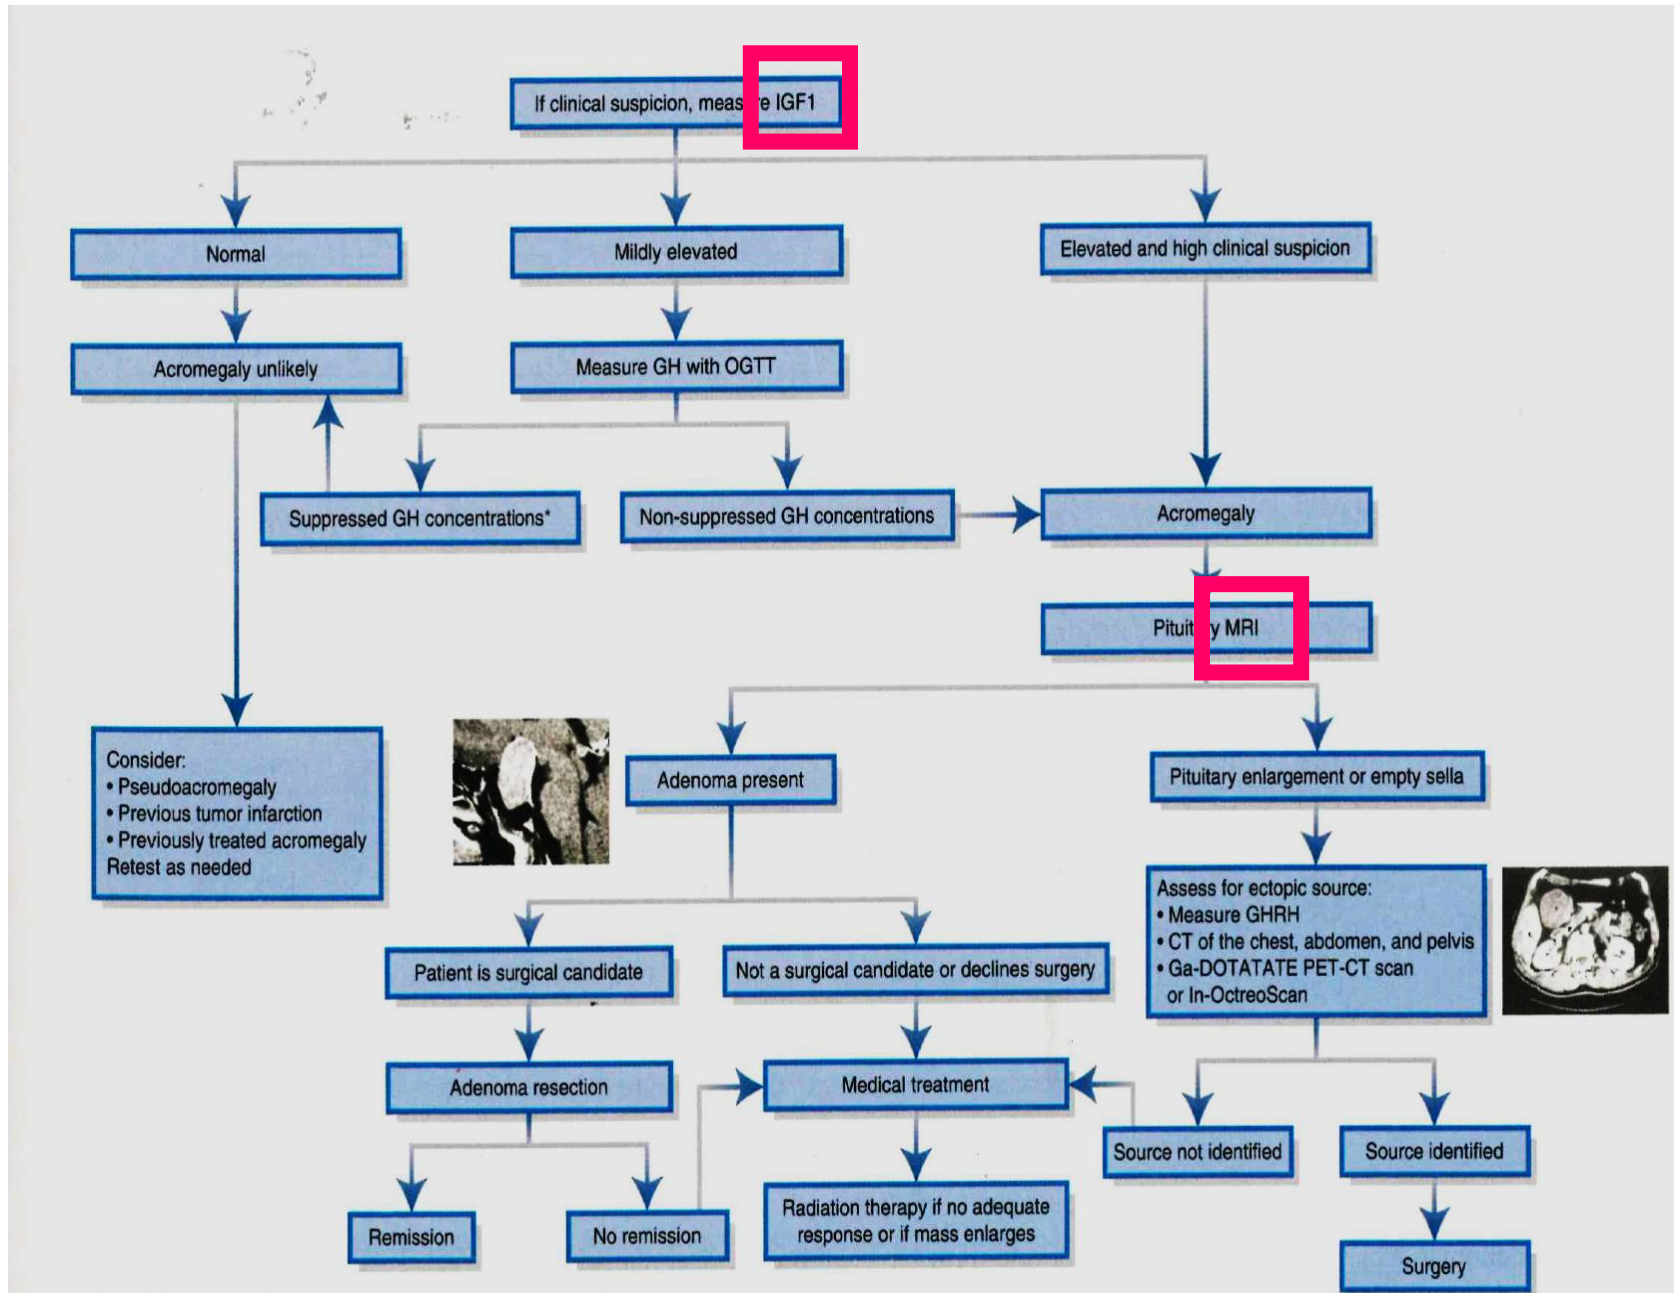 If clinical suspicion, measure IGF1
Normal
Mildly elevated
Elevated and high clinical suspicion
Acromegaly unlikely
Measure GH with OGTT
Suppressed GH concentrations*
Non-suppressed GH concentrations
Acromegaly
Pituitary MRI
Consider:
• Pseudoacromegaly
• Previous tumor infarction
• Previously treated acromegaly
Retest as needed
Adenoma present
Pituitary enlargement or empty sella
Assess for ectopic source:
• Measure GHRH
• CT of the chest, abdomen, and pelvis
• Ga-DOTATATE PET-CT scan
or In-OctreoScan
Patient is surgical candidate
Not a surgical candidate or declines surgery
Adenoma resection
Medical treatment
Source not identified
Source identified
Remission
No remission
Radiation therapy if no adequate
response or if mass enlarges
Surgery